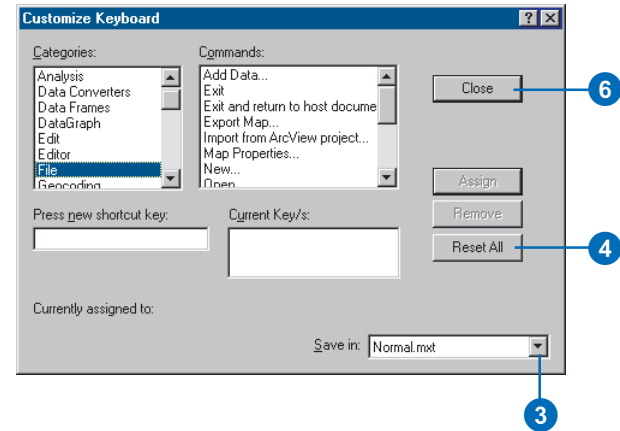 Customize Keyboard
Categories:
Analysis
Data Converters
Data Frames
DataGraph
Edit
Editor
File
Geocoding
Commands:
Add Data...
Exit
Exit and return to host docume
Export Map...
Import from ArcView project...
Map Properties...
New...
Open
Close
6
Assign
Remove
Reset All
4
Press new shortcut key:
Current Key/s:
Currently assigned to:
Save in:
Normal.mxt
3